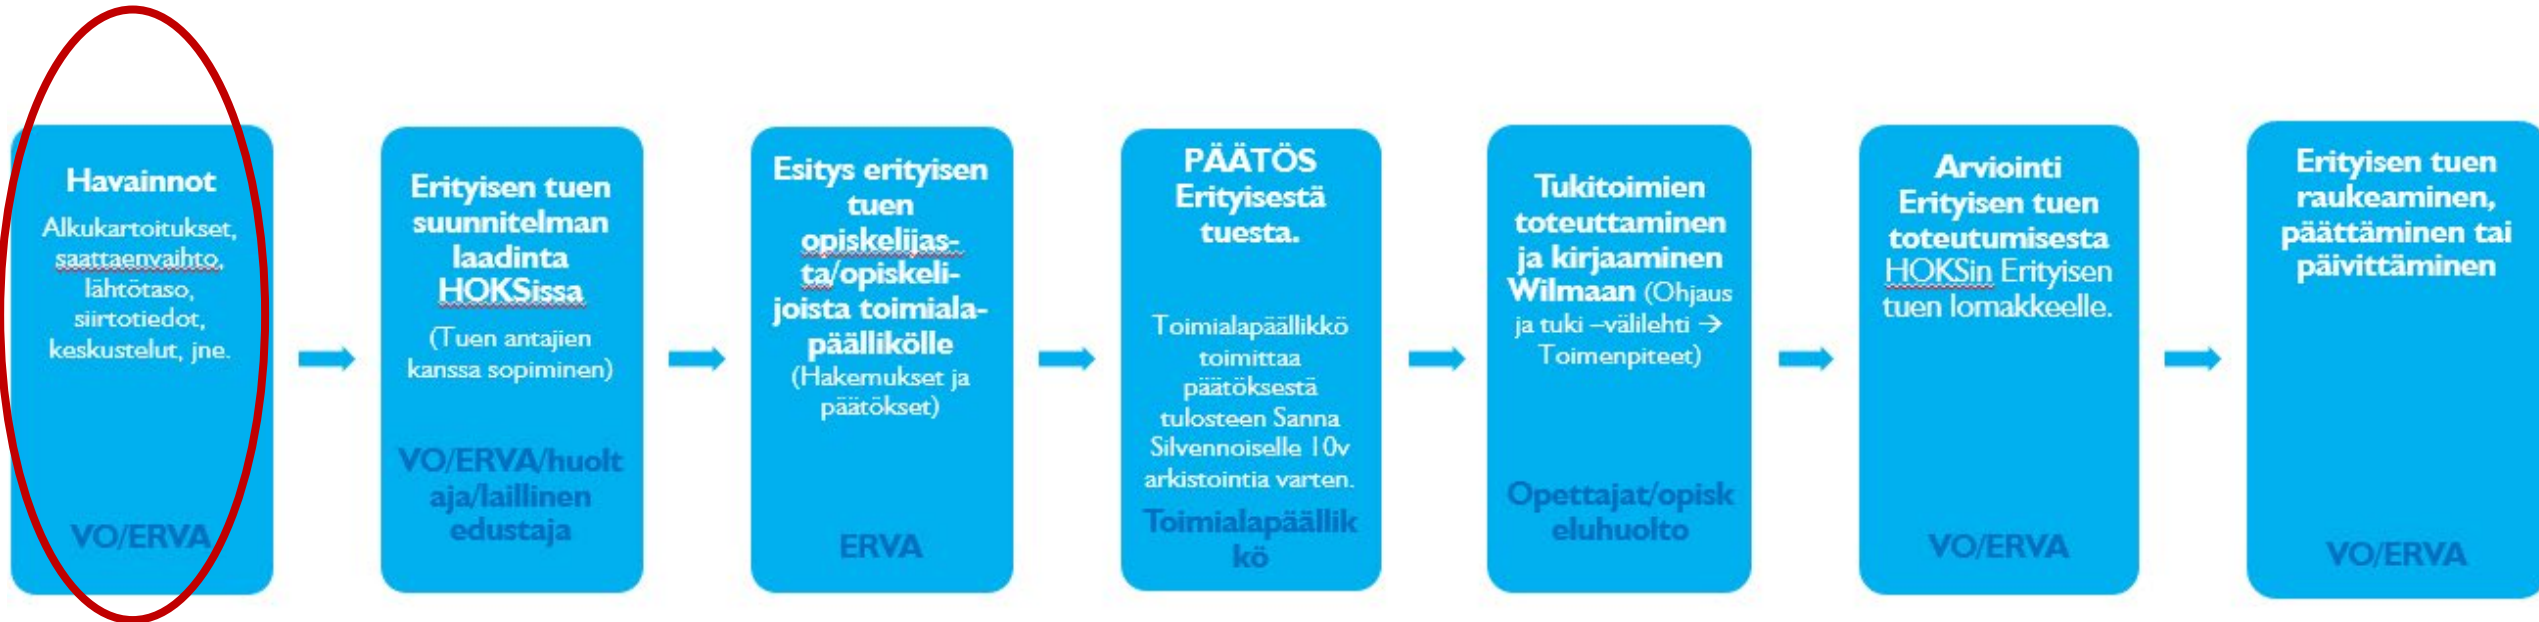 Havainnot
Alkukartoitukset,
saattaenvaihto,
lähtötaso,
siirtotiedot,
keskustelut, jne.
VO/ERVA
Erityisen tuen
suunnitelman
laadinta
HOKSissa
(Tuen antajien
kanssa sopiminen)
VO/ERVA/huolt
aja/laillinen
edustaja
Esitys erityisen
tuen
opiskelijas-
ta/opiskeli-
joista toimiala-
päällikölle
(Hakemukset ja
päätökset)
ERVA
PÄÄTÖS
Erityisestä
tuesta.
Toimialapäällikkö
toimittaa
päätöksestä
tulosteen Sanna
Silvennoiselle 10v
arkistointia varten.
Toimialapäällik
kö
Tukitoimien
toteuttaminen
ja kirjaaminen
Wilmaan (Ohjaus
ja tuki –välilehti →
Toimenpiteet)
Opettajat/opisk
eluhuolto
Arviointi
Erityisen tuen
toteutumisesta
HOKSin Erityisen
tuen lomakkeelle.
VO/ERVA
Erityisen tuen
raukeaminen,
päättäminen tai
päivittäminen
VO/ERVA